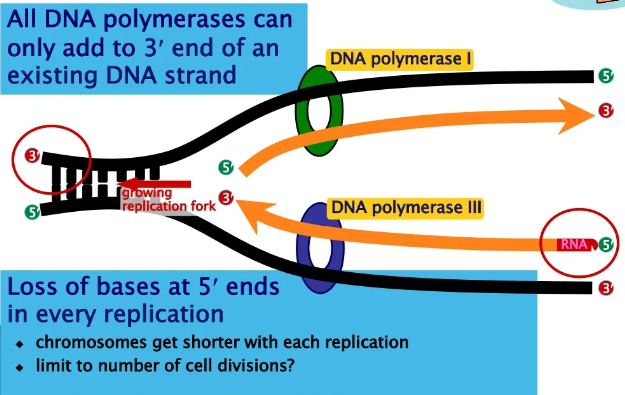 All DNA polymerases can
only add to 3′ end of an
existing DNA strand
DNA polymerase I
5′
3′
3′
5′
growing
replication fork
3′
5′
DNA polymerase III
RNA
5′
3′
Loss of bases at 5′ ends
in every replication
♦ chromosomes get shorter with each replication
♦ limit to number of cell divisions?